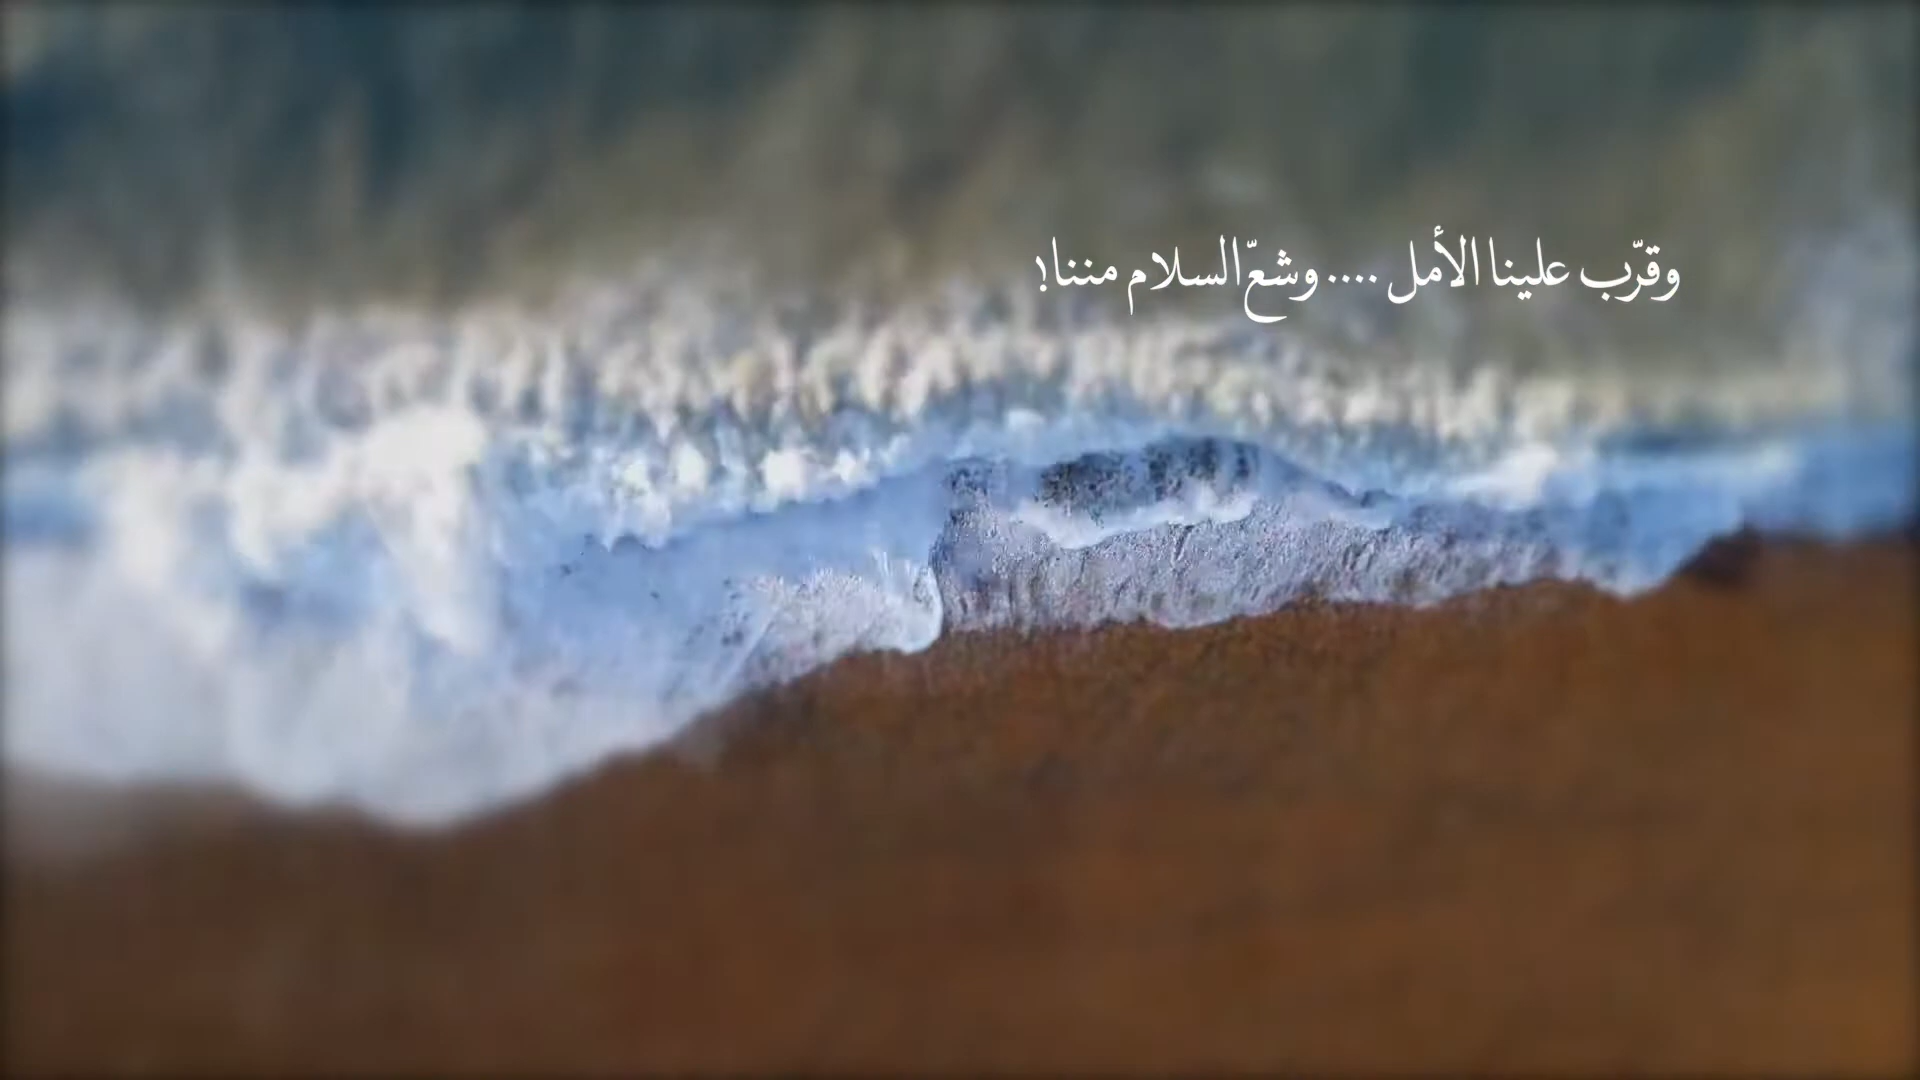 وقرّب علينا الأمل .... وشعّ السلام مننا!